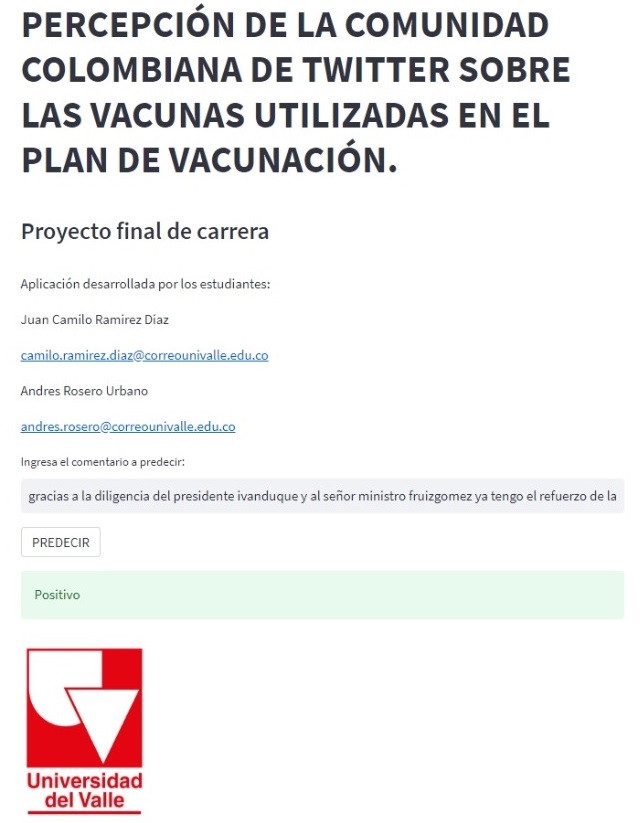 PERCEPCIÓN DE LA COMUNIDAD
COLOMBIANA DE TWITTER SOBRE
LAS VACUNAS UTILIZADAS EN EL
PLAN DE VACUNACIÓN.
Proyecto final de carrera
Aplicación desarrollada por los estudiantes:
Juan Camilo Ramirez Diaz
camilo.ramirez.diaz@correounivalle.edu.co
Andres Rosero Urbano
andres.rosero@correounivalle.edu.co
Ingresa el comentario a predecir:
gracias a la diligencia del presidente ivanduque y al señor ministro fruizgomez ya tengo el refuerzo de la
PREDECIR
Positivo
Universidad
del Valle